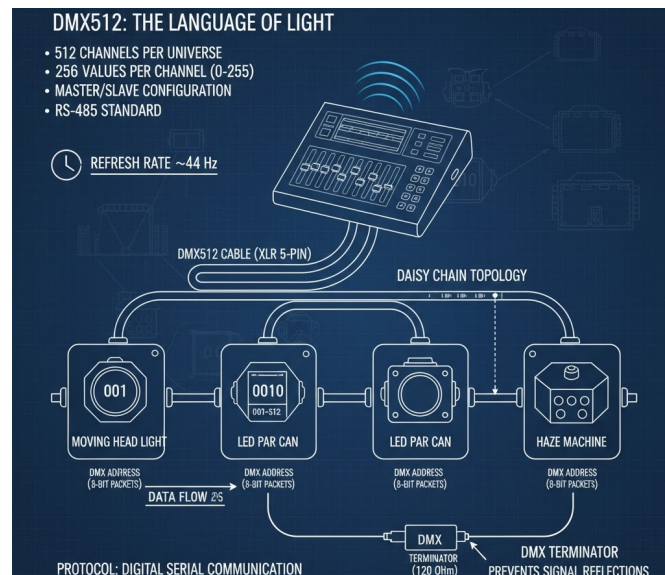 DMX512: THE LANGUAGE OF LIGHT
• 512 CHANNELS PER UNIVERSE
• 256 VALUES PER CHANNEL (0-255)
• MASTER/SLAVE CONFIGURATION
• RS-485 STANDARD
REFRESH RATE ~44 Hz
DMX512 CABLE (XLR 5-PIN)
DAISY CHAIN TOPOLOGY
001
0010
001-S12
MOVING HEAD LIGHT
LED PAR CAN
LED PAR CAN
HAZE MACHINE
DMX ADDRESS
(8-BIT PACKETS)
DMX ADDRESS
(8-BIT PACKETS)
DMX ADDRESS
(8-BIT PACKETS)
DMX ADDRESS
(8-BIT PACKETS)
DATA FLOW
DMX
TERMINATOR
(120 OHm)
DMX TERMINATOR
PREVENTS SIGNAL REFLECTIONS
PROTOCOL: DIGITAL SERIAL COMMUNICATION